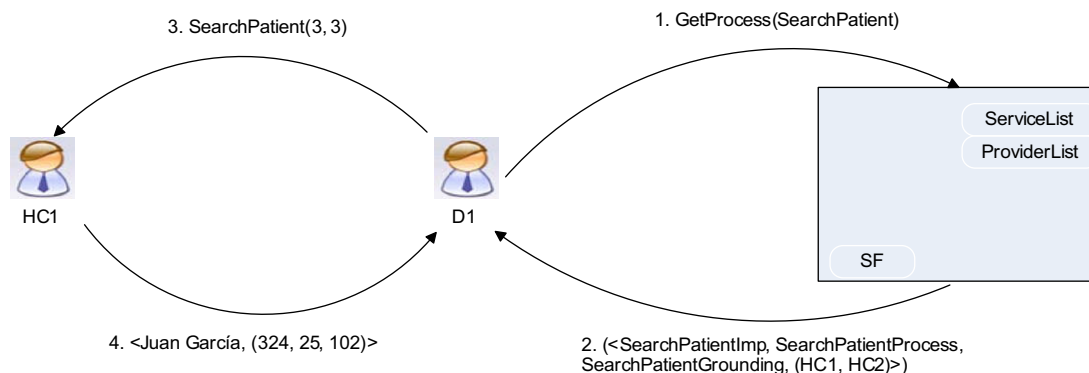 3. SearchPatient(3, 3)
1. GetProcess(SearchPatient)
ServiceList
ProviderList
HC1
D1
SF
4. <Juan García, (324, 25, 102)>
2. (<SearchPatientImp, SearchPatientProcess,
SearchPatientGrounding, (HC1, HC2)>)